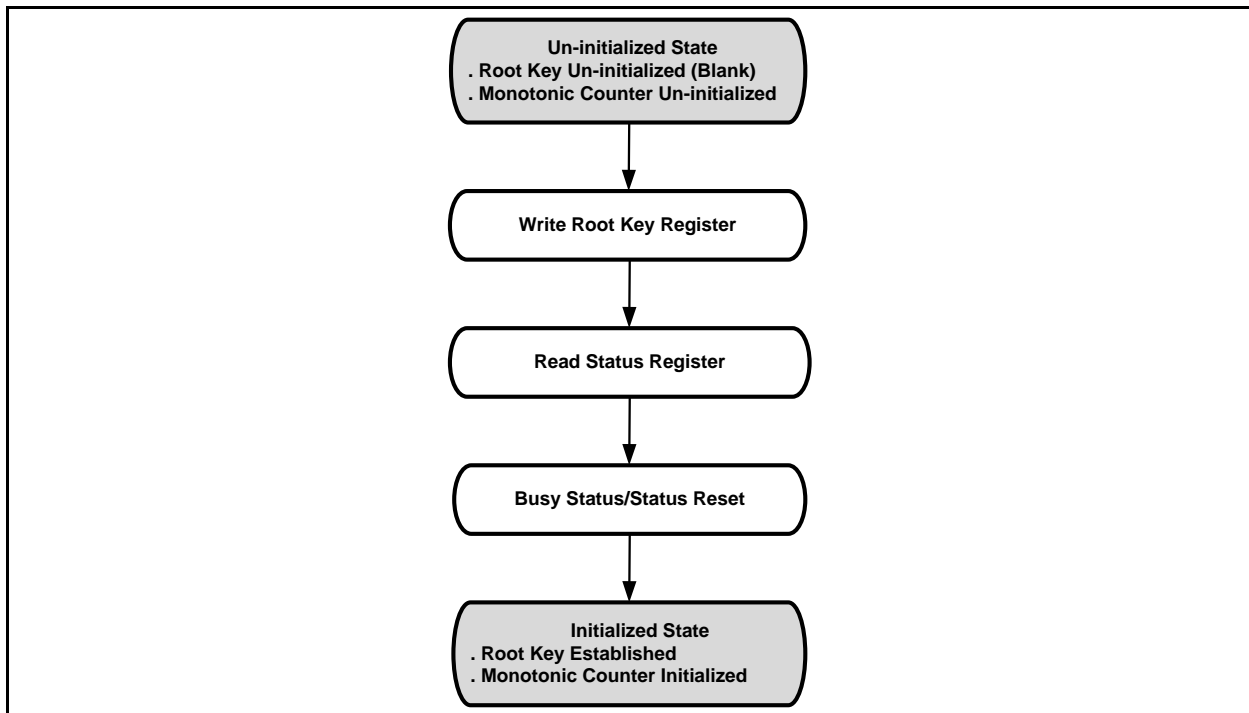 Un-initialized State
. Root Key Un-initialized (Blank)
. Monotonic Counter Un-initialized
Write Root Key Register
Read Status Register
Busy Status/Status Reset
Initialized State
. Root Key Established
. Monotonic Counter Initialized